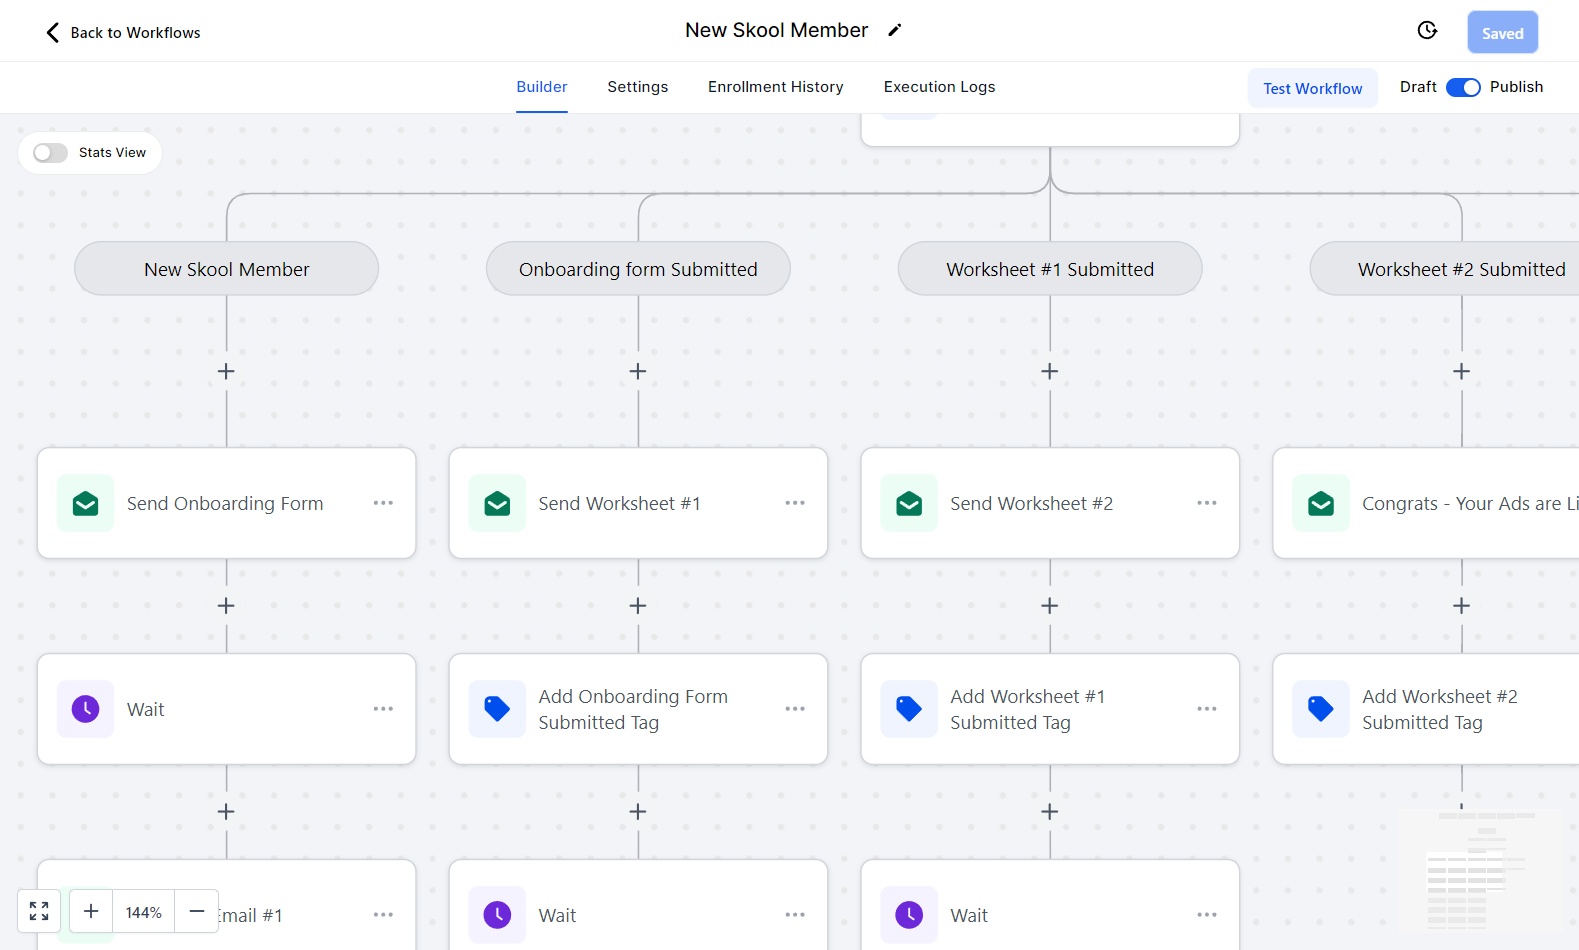 Back to Workflows
New Skool Member
Saved
Builder
Settings
Enrollment History
Execution Logs
Test Workflow
Draft
Publish
Stats View
New Skool Member
Onboarding form Submitted
Worksheet #1 Submitted
Worksheet #2 Submitted
Send Onboarding Form
Send Worksheet #1
Send Worksheet #2
Congrats - Your Ads are Li
Wait
Add Onboarding Form
Submitted Tag
Add Worksheet #1
Submitted Tag
Add Worksheet #2
Submitted Tag
144%
Email #1
Wait
Wait